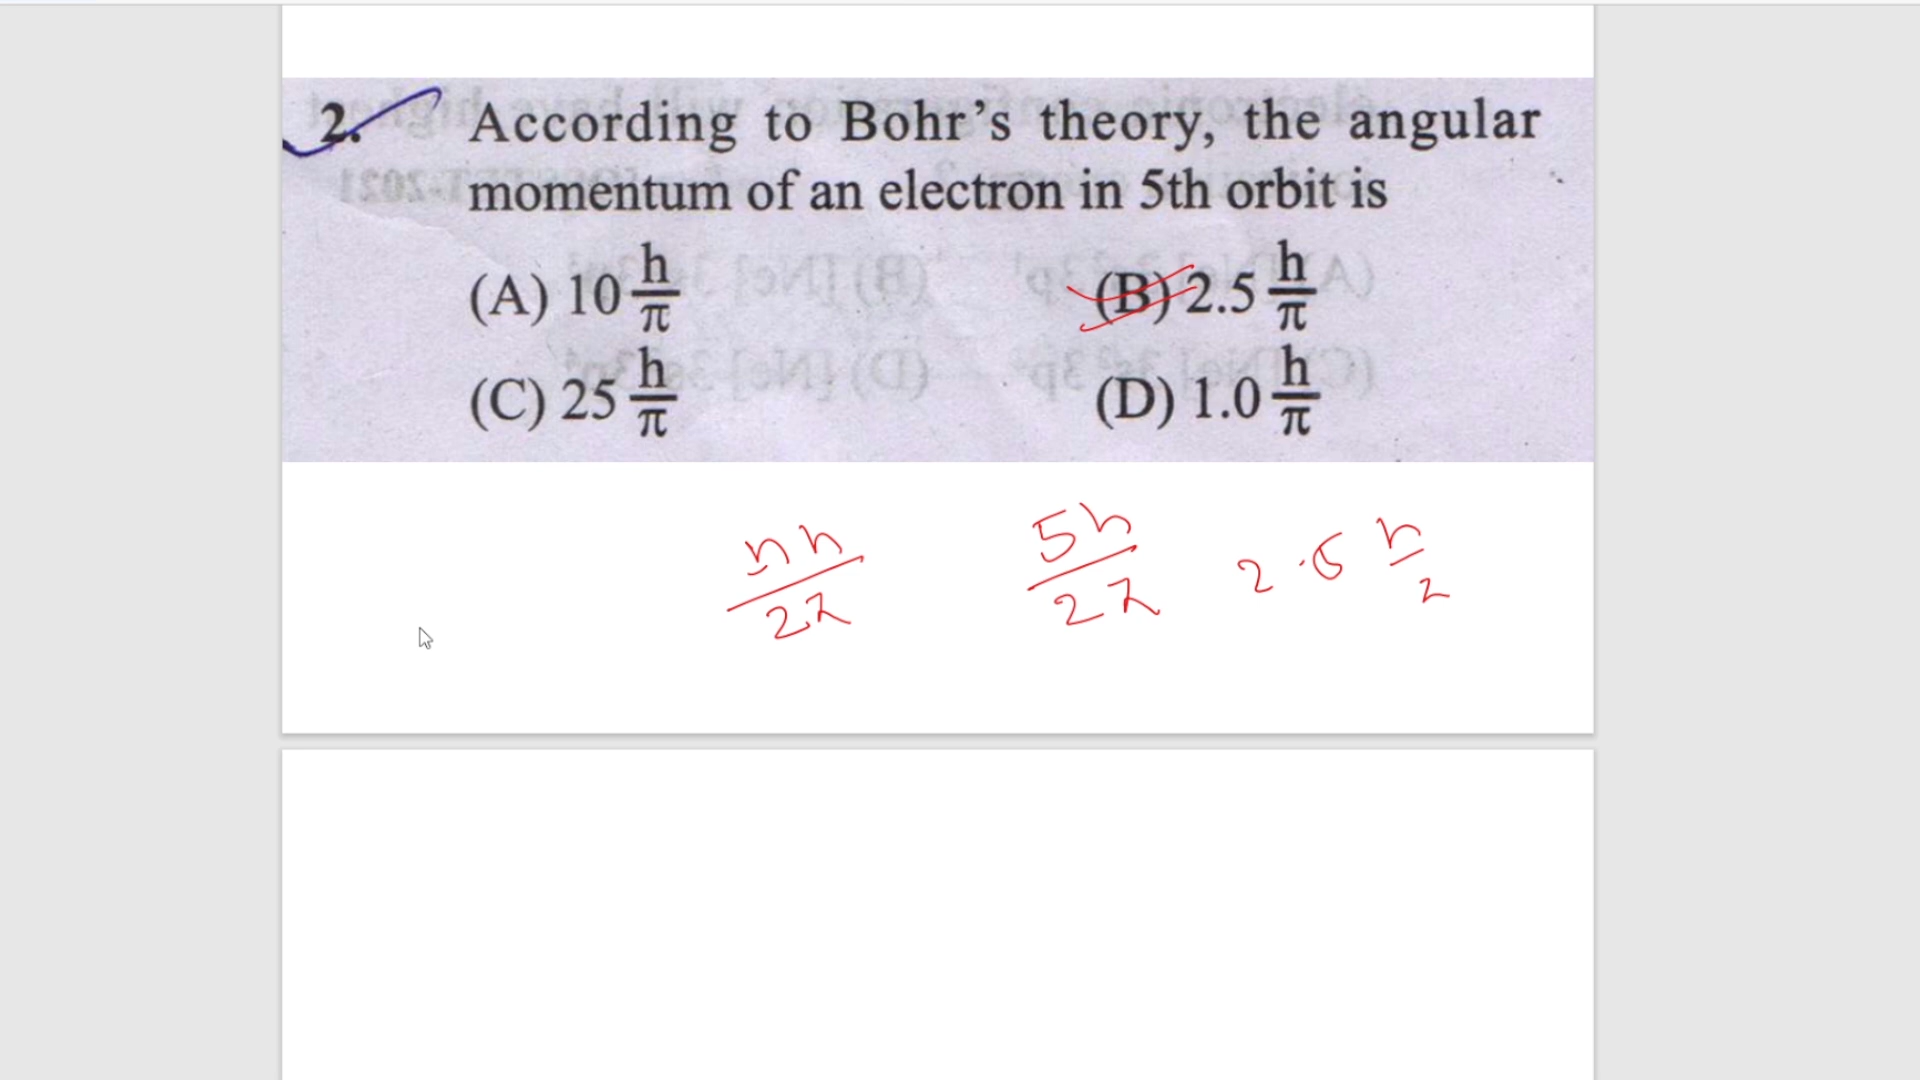 2. According to Bohr's theory, the angular
momentum of an electron in 5th orbit is
(A) 10 h/π (B) 2.5 h/π
(C) 25 h/π (D) 1.0 h/π
nh/2π 5h/2π 2.5 h/2